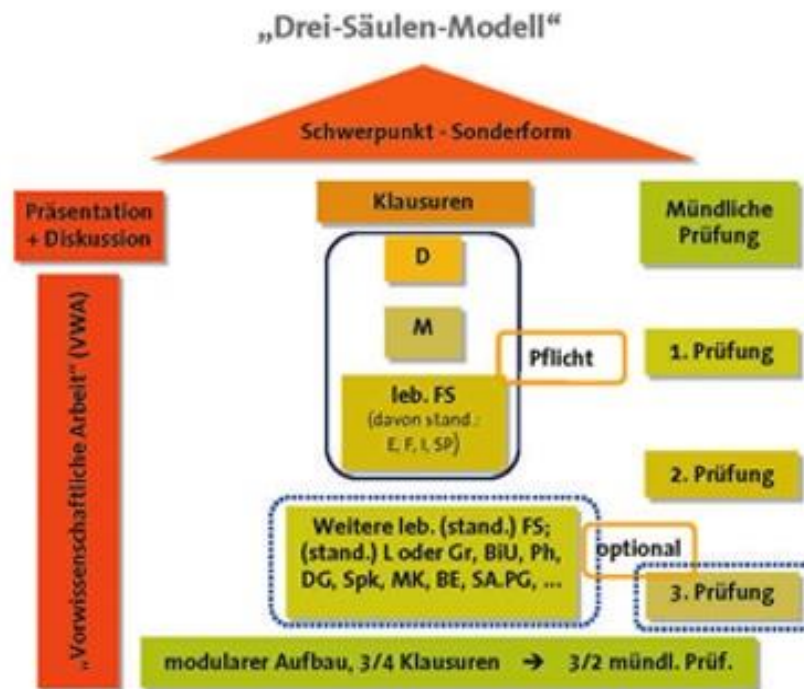 „Drei-Säulen-Modell“
Schwerpunkt - Sonderform
Präsentation
+ Diskussion
„Vorwissenschaftliche Arbeit“ (VWA)
Klausuren
D
M
leb. FS
(davon stand.:
E, F, I, SP)
Pflicht
Weitere leb. (stand.) FS;
(stand.) L oder Gr, BiU, Ph,
DG, Spk, MK, BE, SA.PG, ...
optional
Mündliche
Prüfung
1. Prüfung
2. Prüfung
3. Prüfung
modularer Aufbau, 3/4 Klausuren → 3/2 mündl. Prüf.